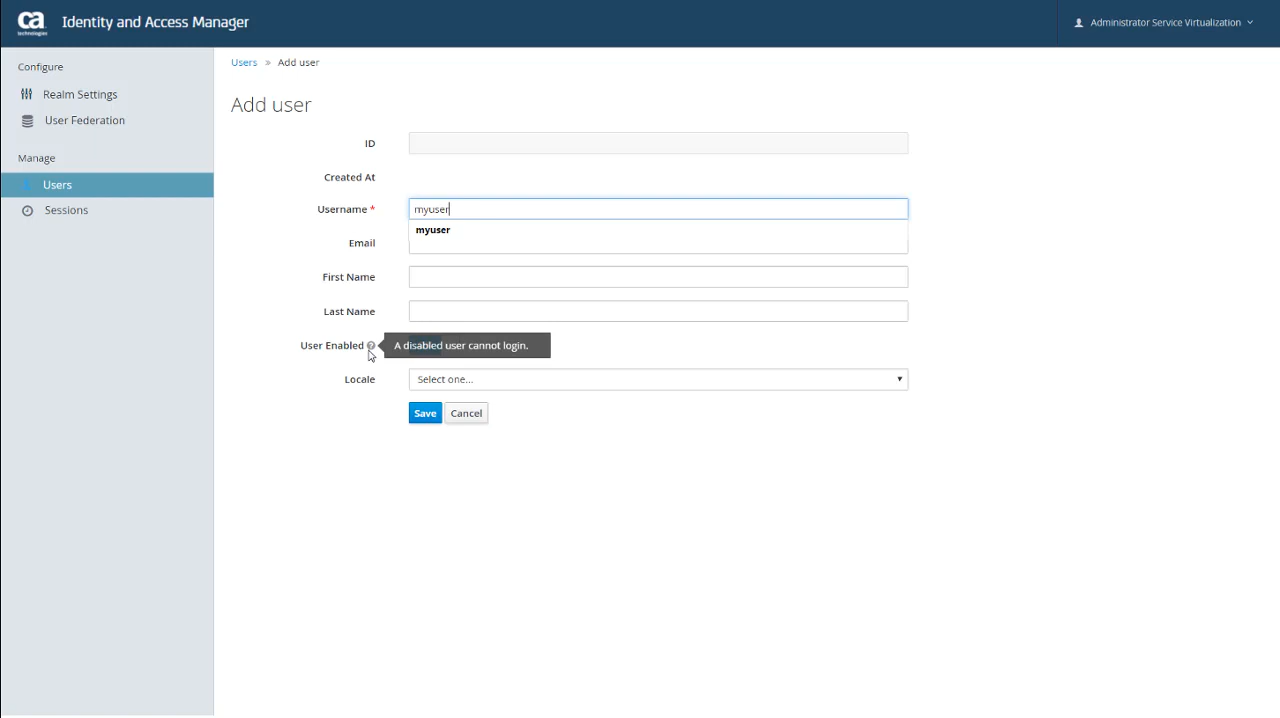 ca
technologies
Identity and Access Manager
Administrator Service Virtualization
Configure
Realm Settings
User Federation
Manage
Users
Sessions
Users » Add user
Add user
ID
Created At
Username *
myuser
myuser
Email
First Name
Last Name
User Enabled
A disabled user cannot login.
Locale
Select one...
Save
Cancel